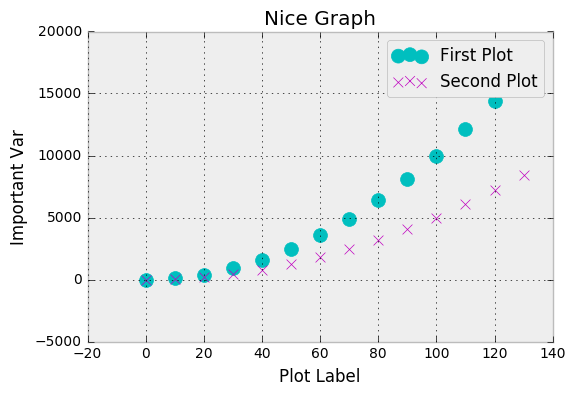 Nice Graph
First Plot
Second Plot
20000
15000
10000
5000
0
−5000
Important Var
−20 0 20 40 60 80 100 120 140
Plot Label